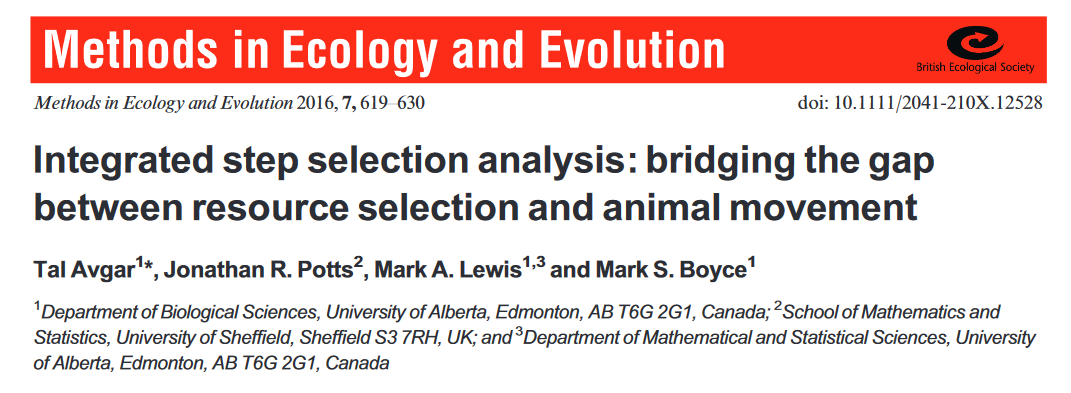 Methods in Ecology and Evolution
British Ecological Society
Methods in Ecology and Evolution 2016, 7, 619–630
doi: 10.1111/2041-210X.12528
Integrated step selection analysis: bridging the gap
between resource selection and animal movement
Tal Avgar1*, Jonathan R. Potts2, Mark A. Lewis1,3 and Mark S. Boyce1
1Department of Biological Sciences, University of Alberta, Edmonton, AB T6G 2G1, Canada; 2School of Mathematics and
Statistics, University of Sheffield, Sheffield S3 7RH, UK; and 3Department of Mathematical and Statistical Sciences, University
of Alberta, Edmonton, AB T6G 2G1, Canada